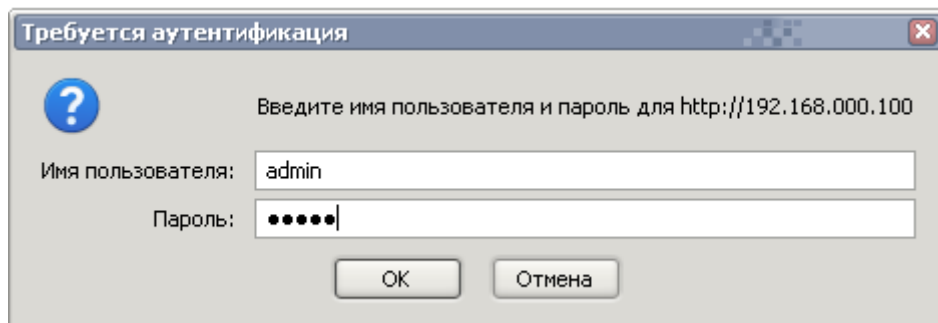 Требуется аутентификация
Введите имя пользователя и пароль для http://192.168.000.100
Имя пользователя: admin
Пароль: ●●●●●
OK Отмена